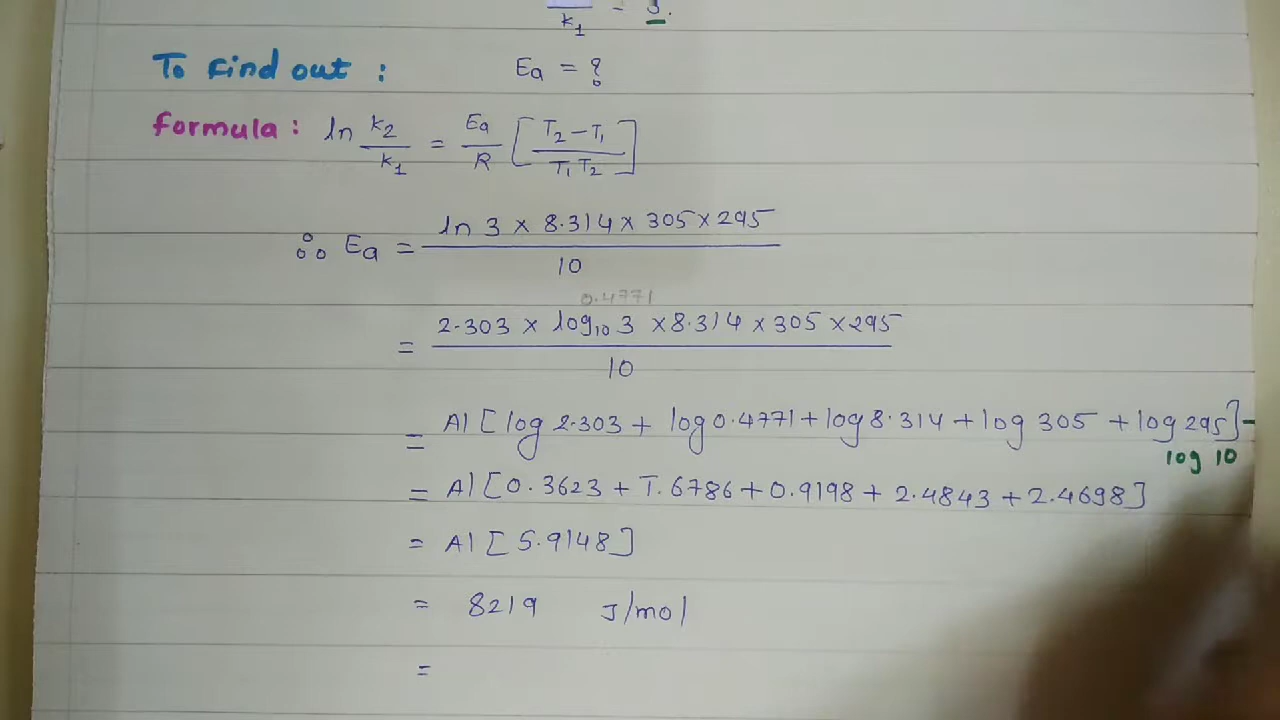 k₁ = 3.
To find out : Ea = ?
formula : ln k₂/k₁ = Ea/R [T₂-T₁/T₁T₂]
∴ Ea = ln 3 × 8.314 × 305 × 295 / 10
0.4771
= 2.303 × log₁₀ 3 × 8.314 × 305 × 295 / 10
= Al [log 2.303 + log 0.4771 + log 8.314 + log 305 + log 295] -
log 10
= Al [0.3623 + T.6786 + 0.9198 + 2.4843 + 2.4698]
= Al [5.9148]
= 8219 J/mol
=